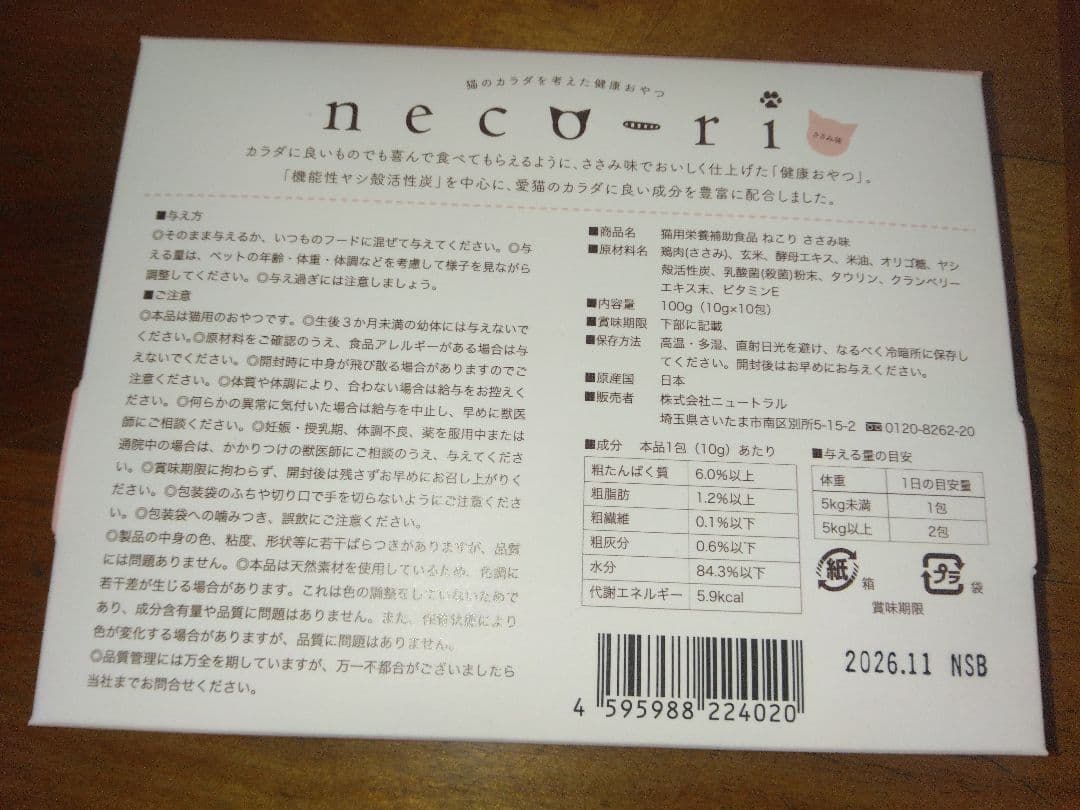 猫のカラダを考えた健康おやつ
neco-ri
ささみ味
カラダに良いものでも喜んで食べてもらえるように、ささみ味でおいしく仕上げた「健康おやつ」。
「機能性ヤシ殻活性炭」を中心に、愛猫のカラダに良い成分を豊富に配合しました。
■与え方
◎そのまま与えるか、いつものフードに混ぜて与えてください。◎与
える量は、ペットの年齢・体重・体調などを考慮して様子を見ながら
調整してください。◎与え過ぎには注意しましょう。
■ご注意
◎本品は猫用のおやつです。◎生後3か月未満の幼体には与えないで
ください。◎原材料をご確認のうえ、食品アレルギーがある場合は与
えないでください。◎開封時に中身が飛び散る場合がありますのでご
注意ください。◎体質や体調により、合わない場合は給与をお控えく
ださい。◎何らかの異常に気付いた場合は給与を中止し、早めに獣医
師にご相談ください。◎妊娠・授乳期、体調不良、薬を服用中または
通院中の場合は、かかりつけの獣医師にご相談のうえ、与えてくださ
い。◎賞味期限に拘わらず、開封後は残さずお早めにお召し上がりく
ださい。◎包装袋のふちや切り口で手を切らないようにご注意くださ
い。◎包装袋への噛みつき、誤飲にご注意ください。
◎製品の中身の色、粘度、形状等に若干ばらつきがありますが、品質
には問題ありません。◎本品は天然素材を使用しているため、色調に
若干差が生じる場合があります。これは色の調整をしていないためで
あり、成分含有量や品質に問題はありません。また、保管状態により
色が変化する場合がありますが、品質に問題はありません。
◎品質管理には万全を期していますが、万一不都合がございましたら
当社までお問合せください。
■商品名 猫用栄養補助食品 ねこり ささみ味
■原材料名 鶏肉(ささみ)、玄米、酵母エキス、米油、オリゴ糖、ヤシ
殻活性炭、乳酸菌(殺菌)粉末、タウリン、クランベリー
エキス末、ビタミンE
■内容量 100g（10g×10包）
■賞味期限 下部に記載
■保存方法 高温・多湿、直射日光を避け、なるべく冷暗所に保存し
てください。開封後はお早めにお与えください。
■原産国 日本
■販売者 株式会社ニュートラル
埼玉県さいたま市南区別所5-15-2 0120-8262-20
■成分 本品1包（10g）あたり
粗たんぱく質 6.0%以上
粗脂肪 1.2%以上
粗繊維 0.1%以下
粗灰分 0.6%以下
水分 84.3%以下
代謝エネルギー 5.9kcal
■与える量の目安
体重 1日の目安量
5kg未満 1包
5kg以上 2包
紙 箱
プラ 袋
賞味期限
2026.11 NSB
4 595988 224020